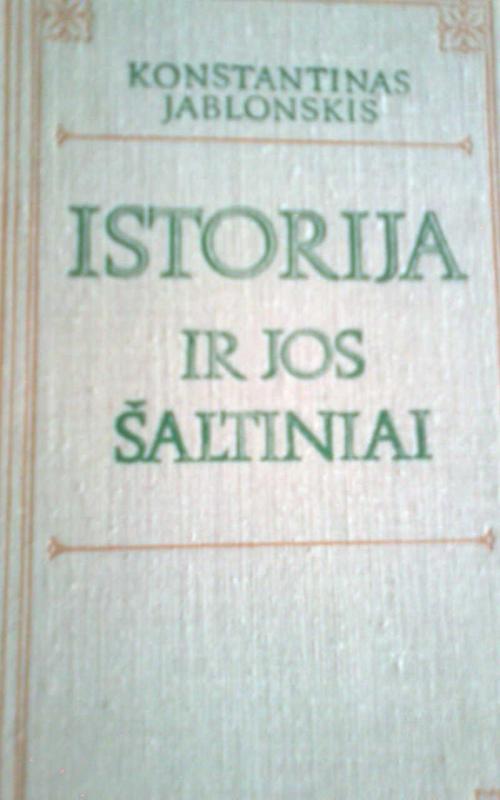 KONSTANTINAS
JABLONSKIS
ISTORIJA
IR JOS
ŠALTINIAI